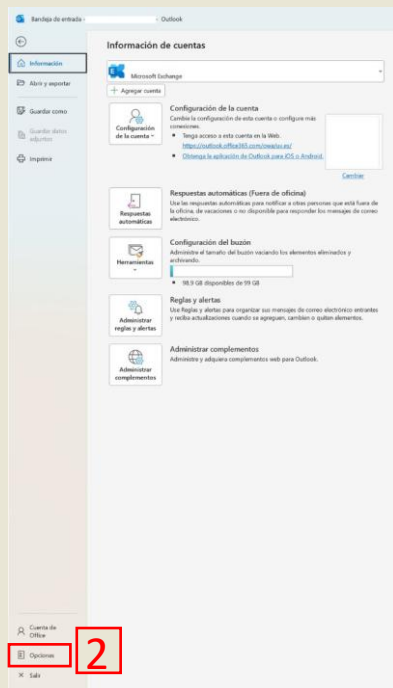 Bandeja de entrada - - Outlook
Información de cuentas
Información
Microsoft Exchange
Abrir y exportar
+ Agregar cuenta
Guardar como
Guardar datos
adjuntos
Imprimir
Configuración
de la cuenta
Configuración de la cuenta
Cambie la configuración de esta cuenta o configure más
conexiones.
Tenga acceso a esta cuenta en la Web.
https://outlook.office365.com/owa/us.es/
Obtenga la aplicación de Outlook para iOS o Android.
Cambiar
Respuestas
automáticas
Respuestas automáticas (Fuera de oficina)
Use las respuestas automáticas para notificar a otras personas que está fuera de
la oficina, de vacaciones o no disponible para responder los mensajes de correo
electrónico.
Herramientas
Configuración del buzón
Administre el tamaño del buzón vaciando los elementos eliminados y
archivando.
98,9 GB disponibles de 99 GB
Administrar
reglas y alertas
Reglas y alertas
Use Reglas y alertas para organizar sus mensajes de correo electrónico entrantes
y reciba actualizaciones cuando se agreguen, cambien o quiten elementos.
Administrar
complementos
Administrar complementos
Administre y adquiera complementos web para Outlook.
Cuenta de
Office
Opciones
2
Salir